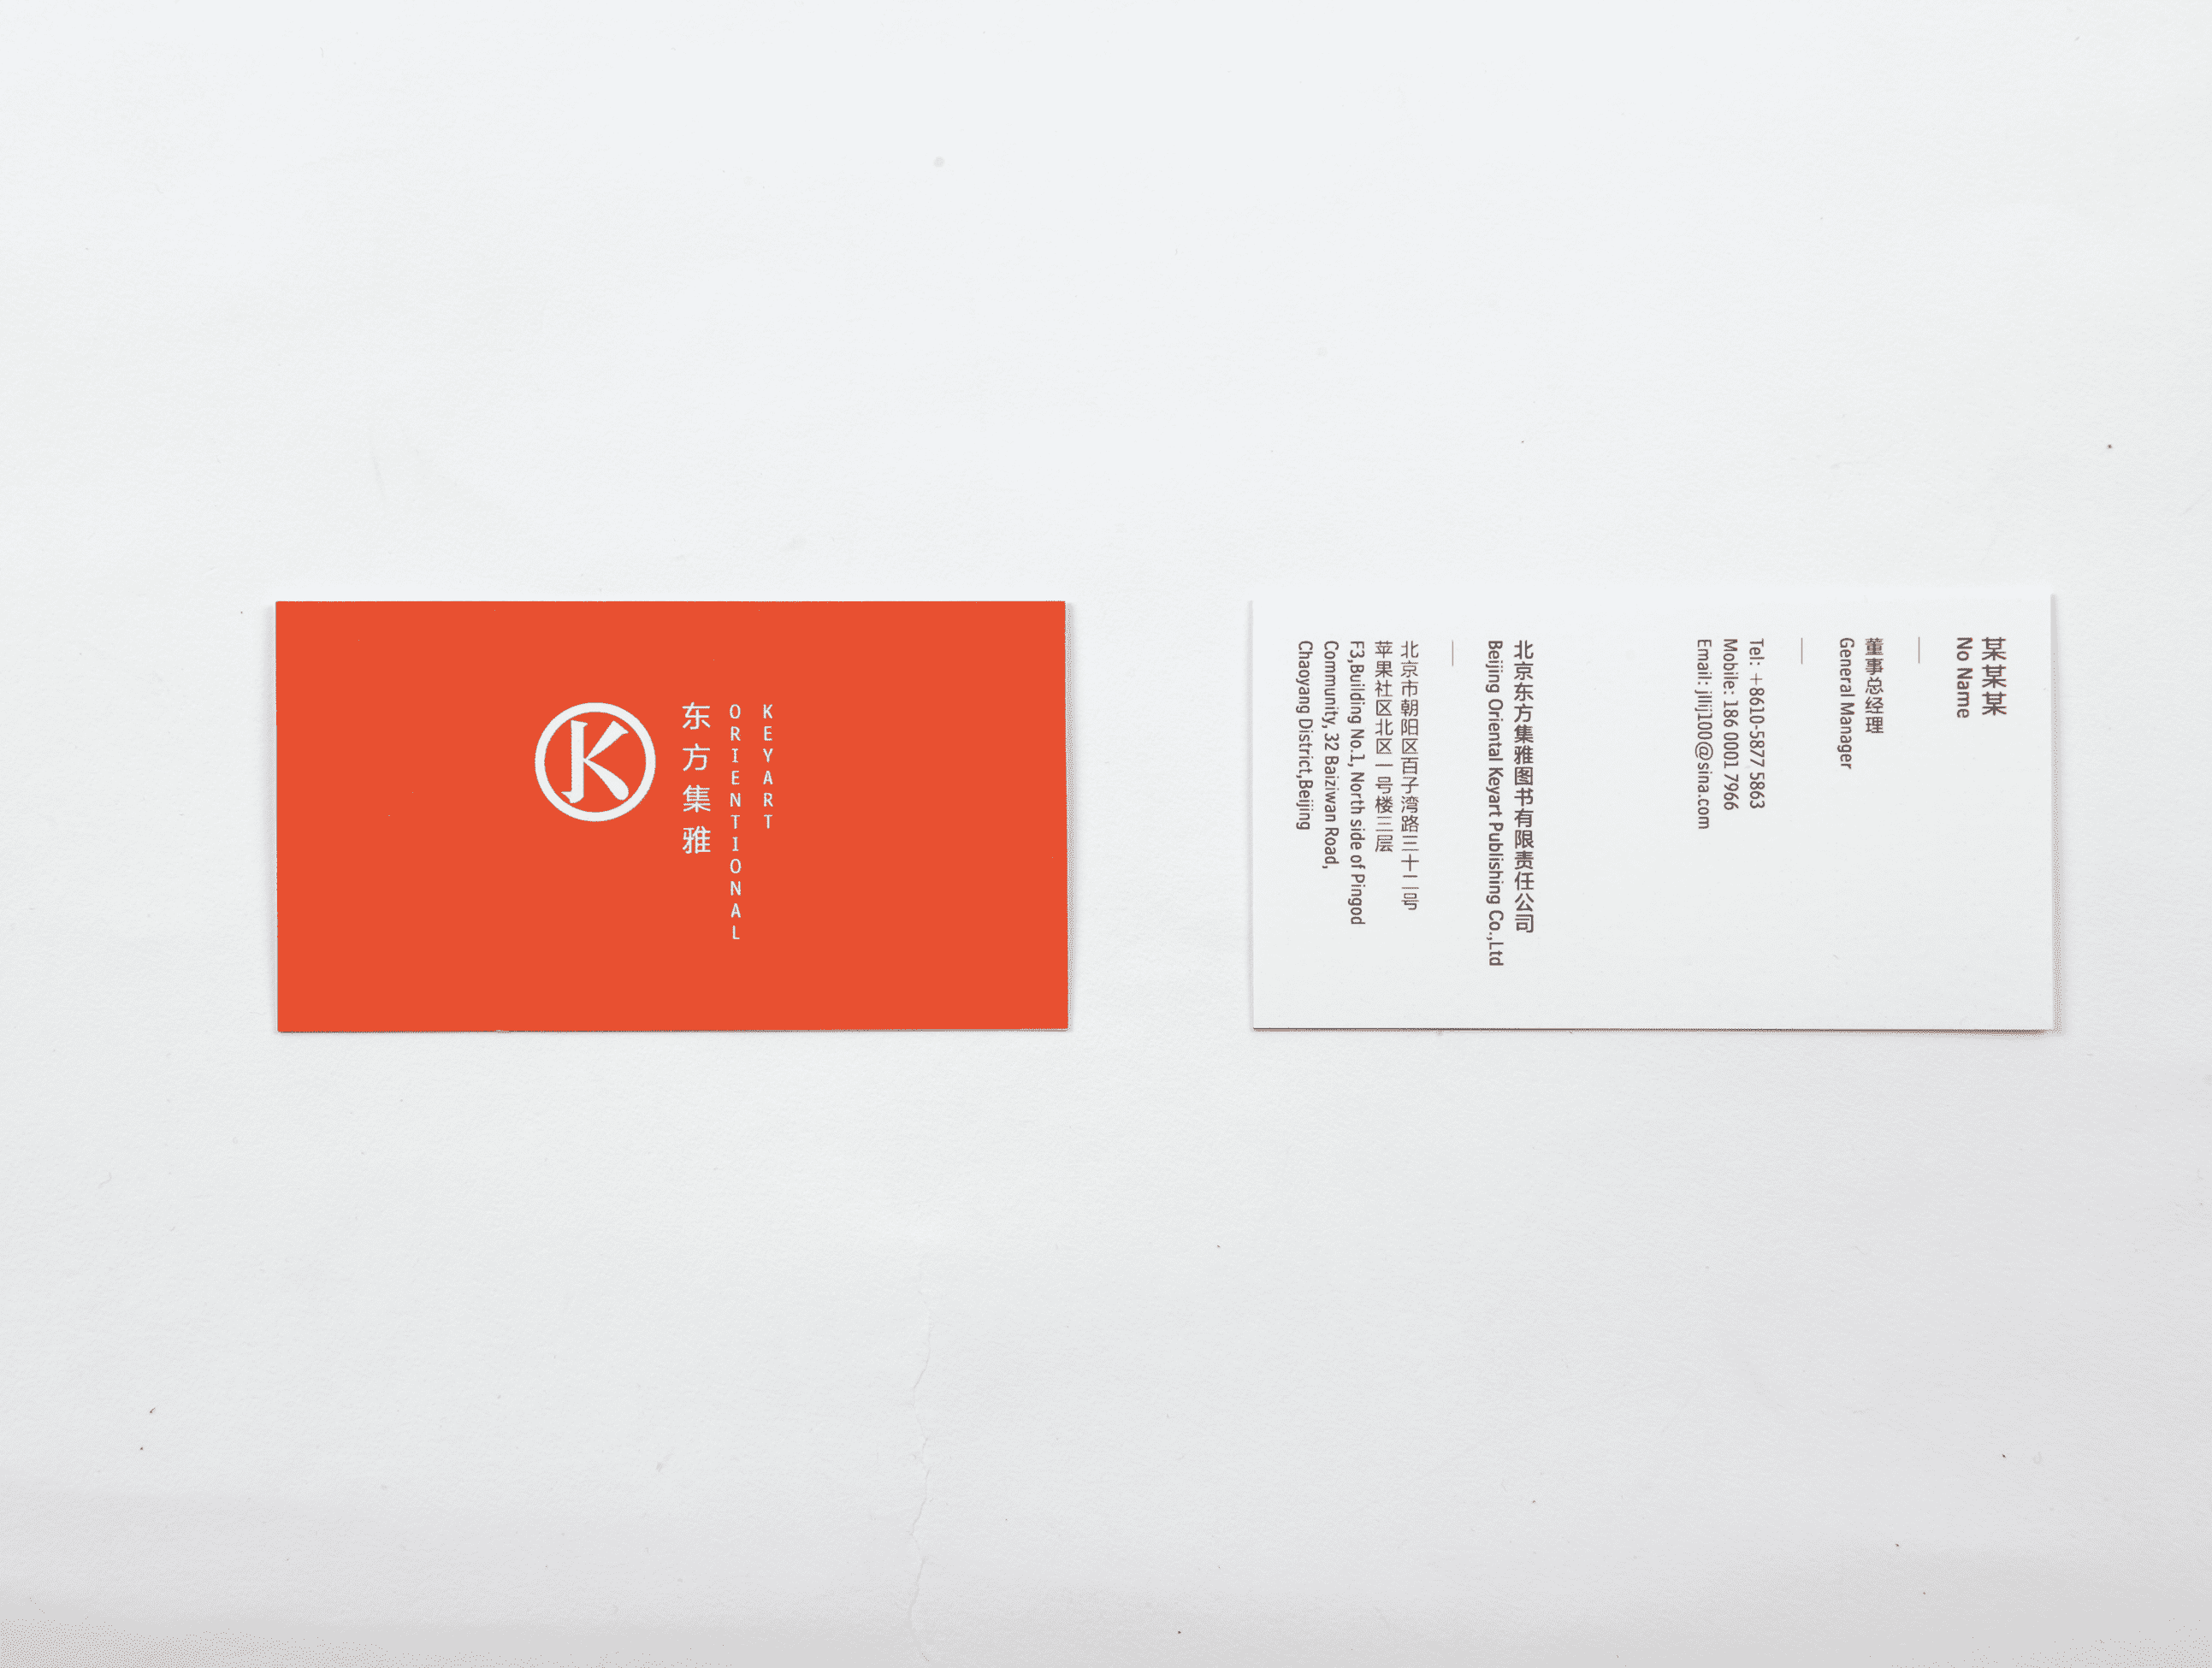 K
东方集雅
ORIENTIONAL
KEYART
某某某
No Name
董事总经理
General Manager
Tel: +8610-5877 5863
Mobile: 186 0001 7966
Email: jllij100@sina.com
北京东方集雅图书有限责任公司
Beijing Oriental Keyart Publishing Co.,Ltd
北京市朝阳区百子湾路三十二号
苹果社区北区一号楼三层
F3,Building No.1, North side of Pingod
Community, 32 Baiziwan Road,
Chaoyang District,Beijing